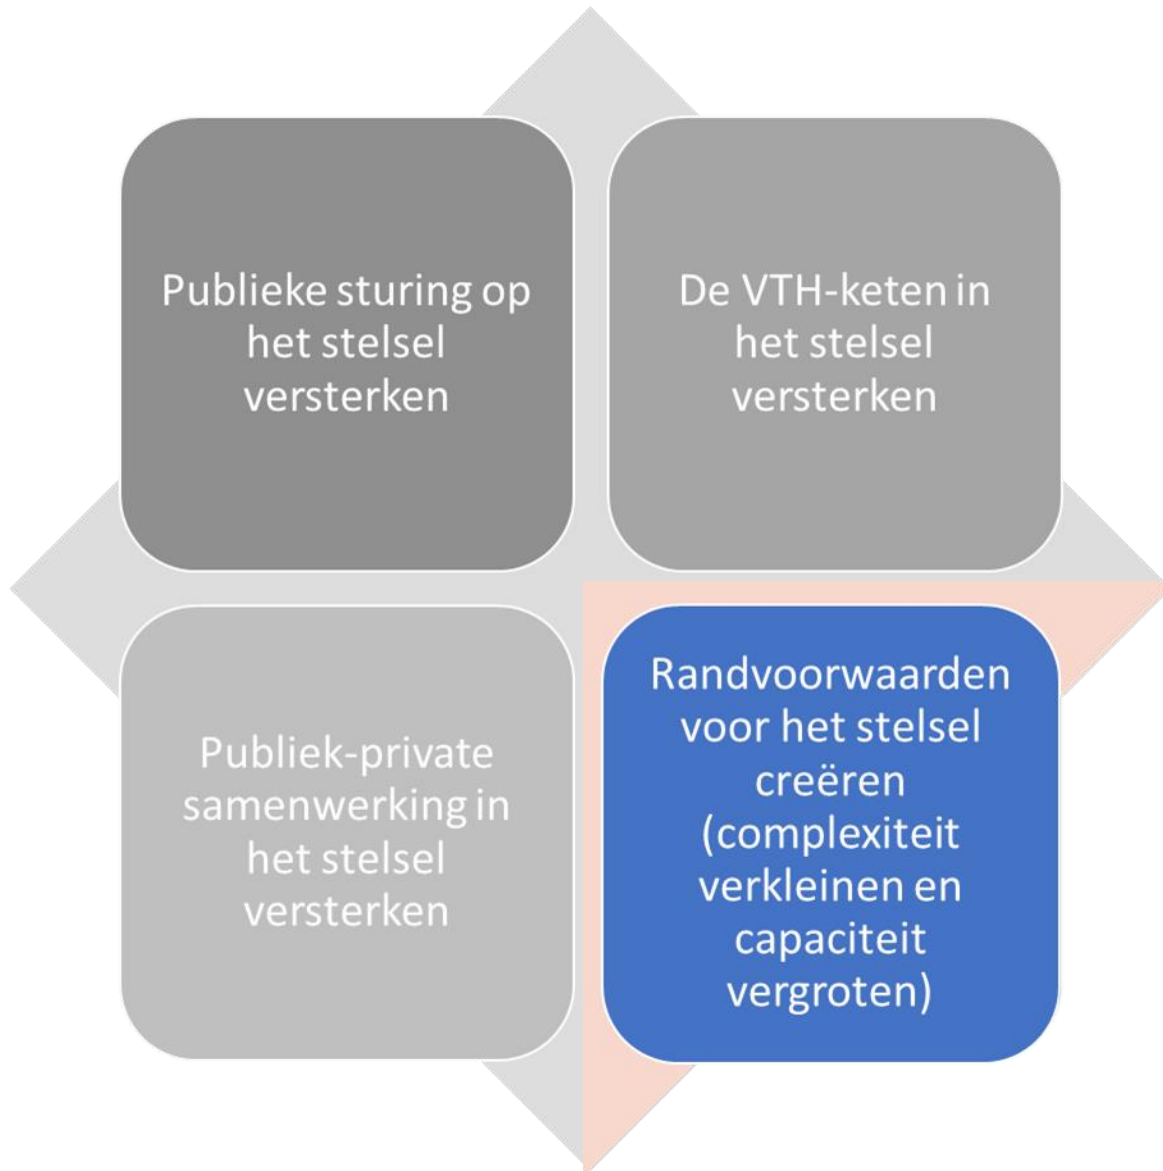 Publieke sturing op
het stelsel
versterken
De VTH-keten in
het stelsel
versterken
Publiek-private
samenwerking in
het stelsel
versterken
Randvoorwaarden
voor het stelsel
creëren
(complexiteit
verkleinen en
capaciteit
vergroten)